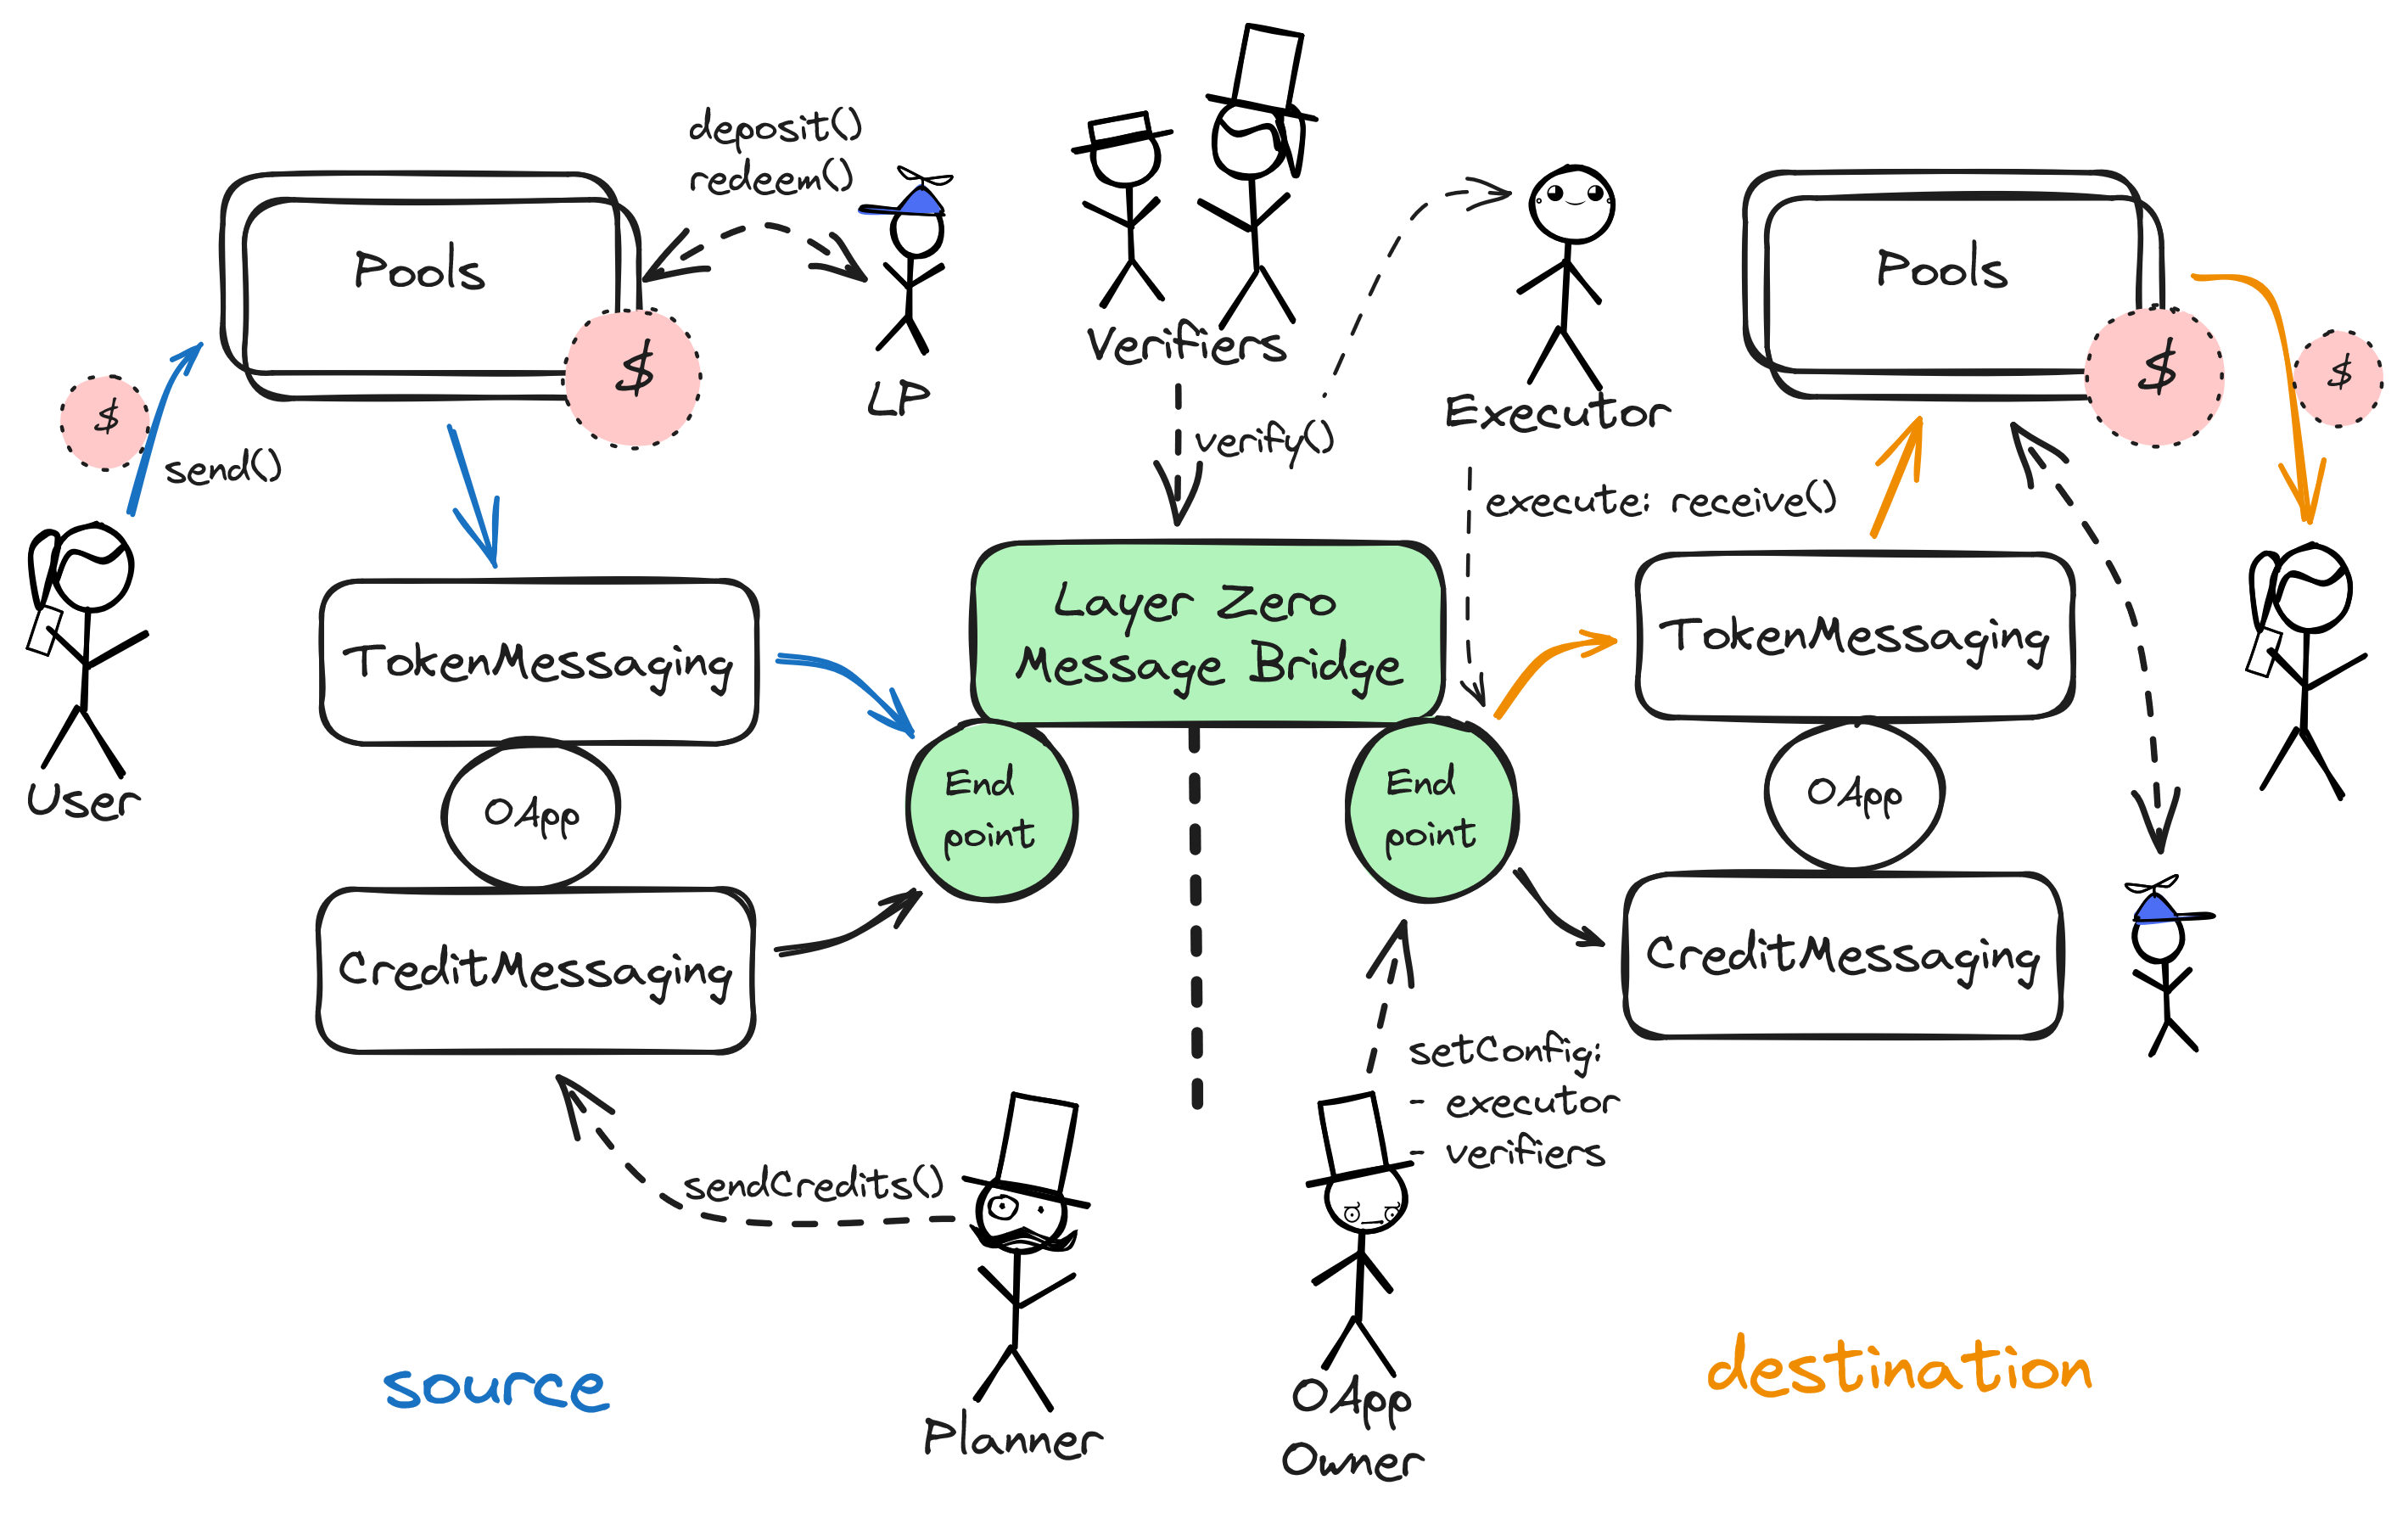 deposit()
redeem()
Pools
$
$
send()
LP
Verifiers
verify()
Executor
execute: receive()
Pools
$
$
User
TokenMessaging
OApp
CreditMessaging
Layer Zero
Message Bridge
End
point
End
point
TokenMessaging
OApp
CreditMessaging
sendCredits()
Planner
setConfig:
- executor
- verifiers
OApp
Owner
source
destination